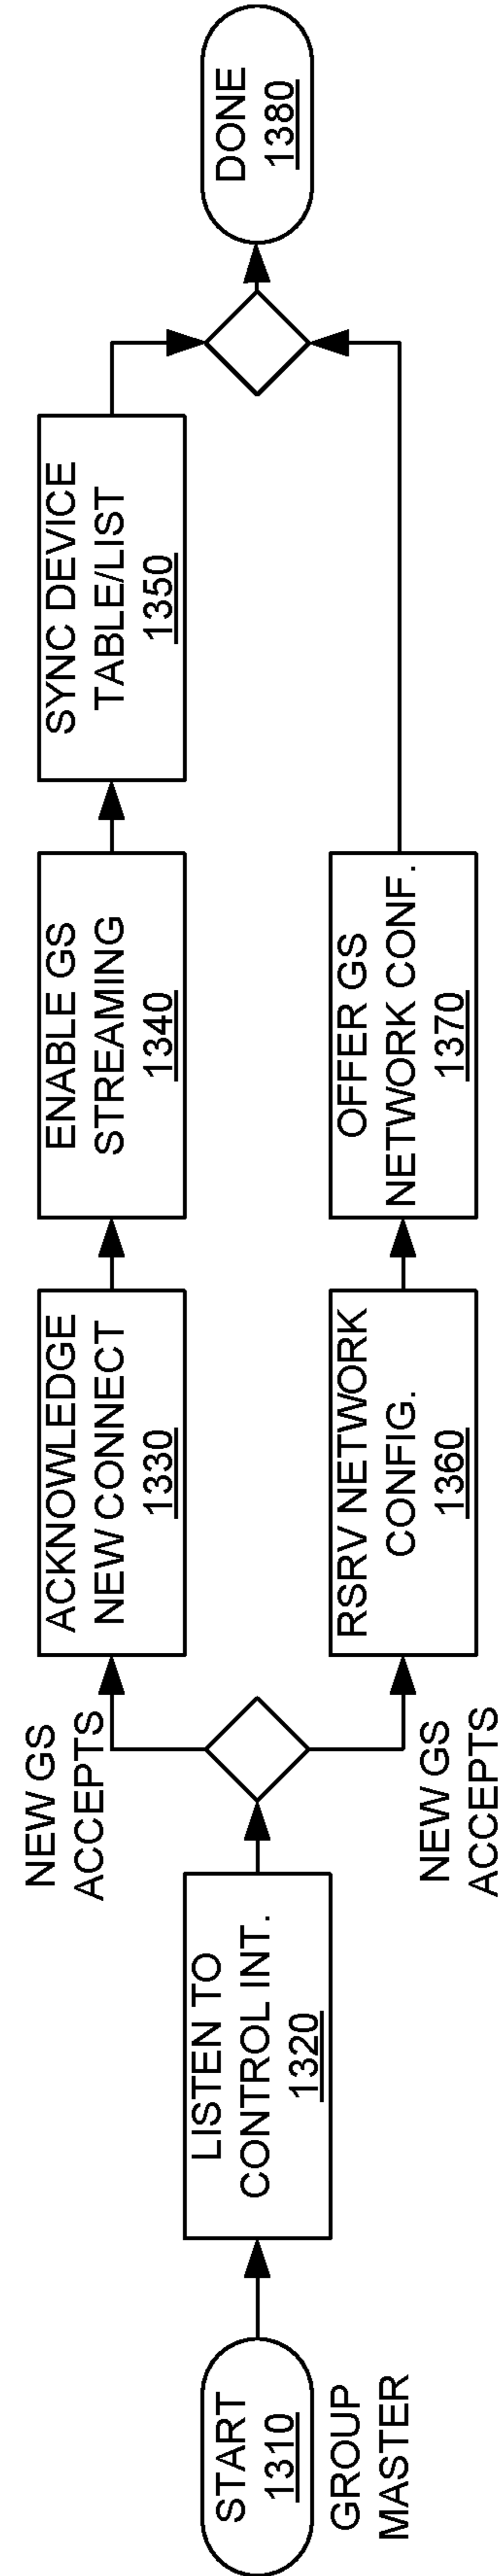 START
1310
GROUP
MASTER
LISTEN TO
CONTROL INT.
1320
NEW GS
ACCEPTS
ACKNOWLEDGE
NEW CONNECT
1330
ENABLE GS
STREAMING
1340
SYNC DEVICE
TABLE/LIST
1350
NEW GS
ACCEPTS
RSRV NETWORK
CONFIG.
1360
OFFER GS
NETWORK CONF.
1370
DONE
1380